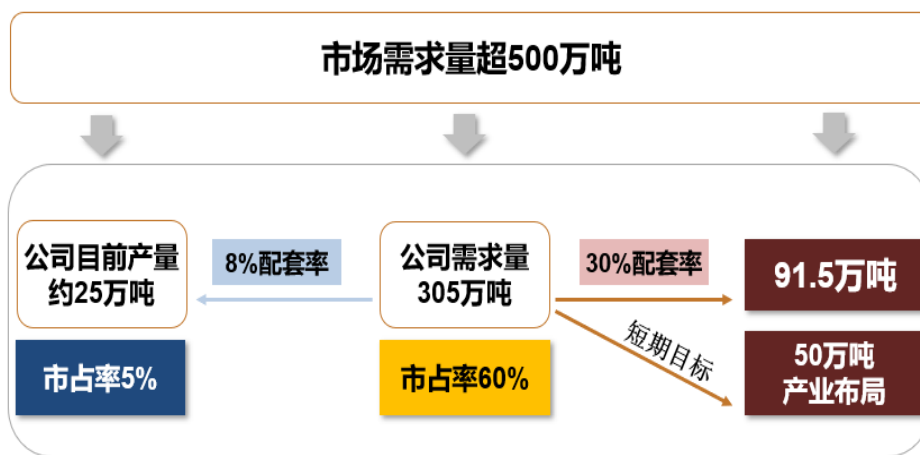 市场需求量超500万吨
公司目前产量
约25万吨
8%配套率
公司需求量
305万吨
30%配套率
91.5万吨
市占率5%
市占率60%
短期目标
50万吨
产业布局